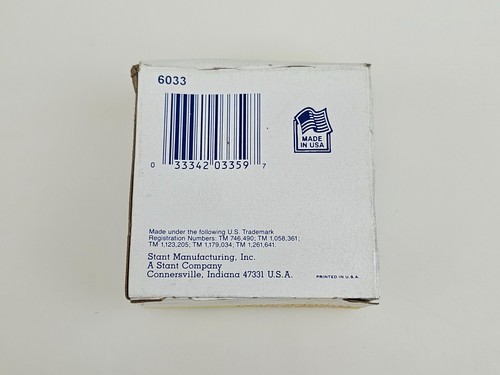 6033
MADE
IN USA
0 33342 03359 7
Made under the following U.S. Trademark
Registration Numbers: TM 746,490; TM 1,058,361;
TM 1,123,205; TM 1,179,034; TM 1,261,641.
Stant Manufacturing, Inc.
A Stant Company
Connersville, Indiana 47331 U.S.A.
PRINTED IN U.S.A.